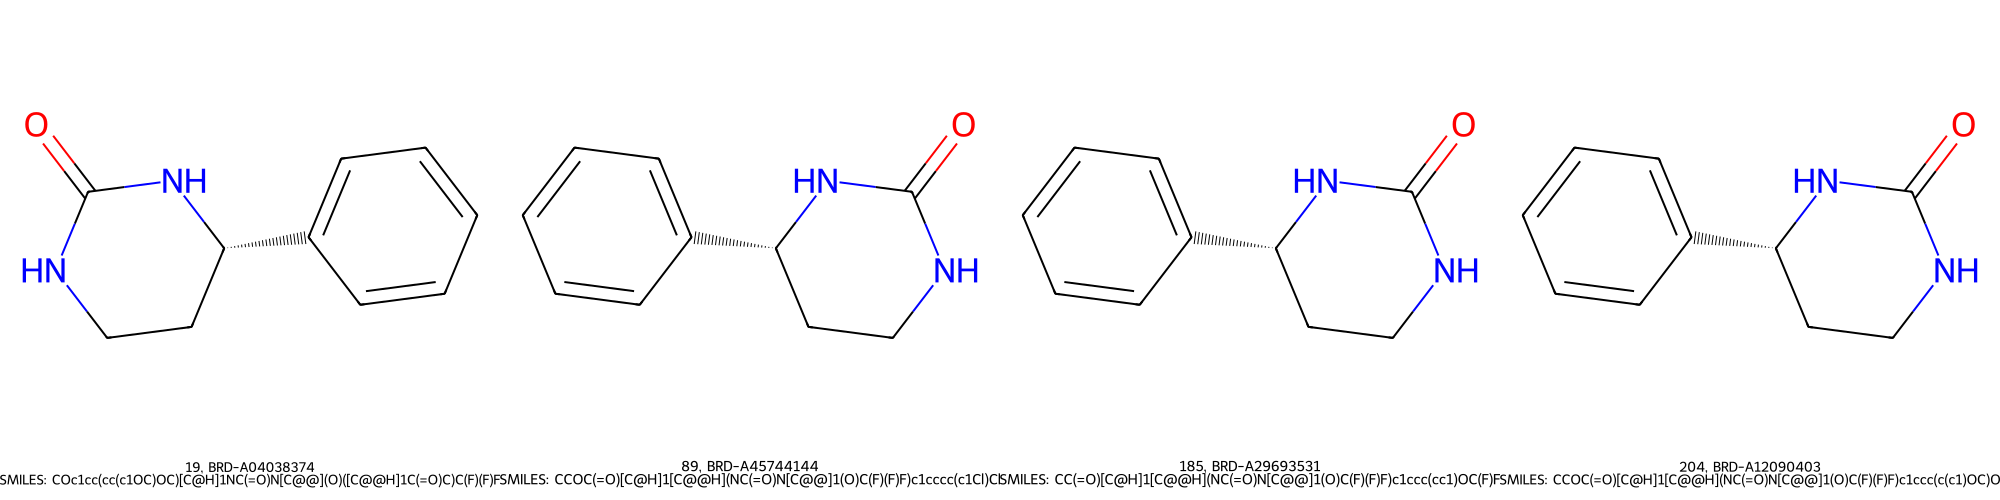 O
NH
HN
O
HN
NH
O
HN
NH
O
HN
NH
19, BRD-A04038374
SMILES: COc1cc(cc(c1OC)OC)[C@H]1NC(=O)N[C@@](O)([C@@H]1C(=O)C)C(F)(F)F
89, BRD-A45744144
SMILES: CCOC(=O)[C@H]1[C@@H](NC(=O)N[C@@]1(O)C(F)(F)F)c1cccc(c1Cl)Cl
185, BRD-A29693531
SMILES: CC(=O)[C@H]1[C@@H](NC(=O)N[C@@]1(O)C(F)(F)F)c1ccc(cc1)OC(F)F
204, BRD-A12090403
SMILES: CCOC(=O)[C@H]1[C@@H](NC(=O)N[C@@]1(O)C(F)(F)F)c1ccc(c(c1)OC)O